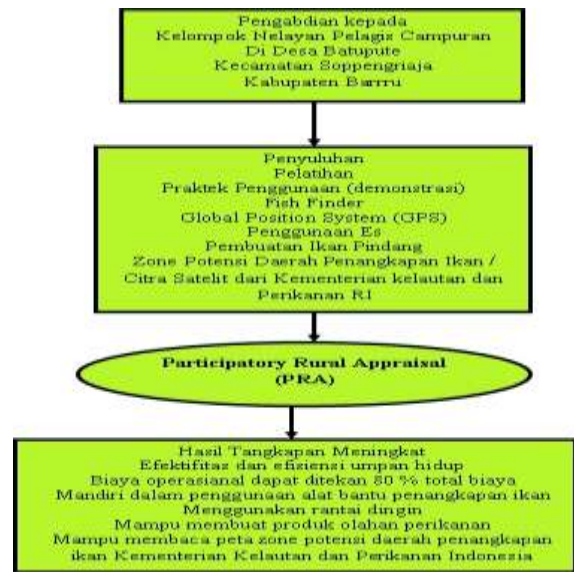 Pengabdian kepada
Kelompok Nelayan Pelagis Campuran
Di Desa Batupute
Kecamatan Soppengriaja
Kabupaten Barrru
Penyuluhan
Pelatihan
Praktek Penggunaan (demonstrasi)
Fish Finder
Global Position System (GPS)
Penggunaan Es
Pembuatan Ikan Pindang
Zone Potensi Daerah Penangkapan Ikan /
Citra Satelit dari Kementerian kelautan dan
Perikanan RI
Participatory Rural Appraisal
(PRA)
Hasil Tangkapan Meningkat
Efektifitas dan efisiensi umpan hidup
Biaya operasianal dapat ditekan 80 % total biaya
Mandiri dalam penggunaan alat bantu penangkapan ikan
Menggunakan rantai dingin
Mampu membuat produk olahan perikanan
Mampu membaca peta zone potensi daerah penangkapan
ikan Kementerian Kelautan dan Perikanan Indonesia